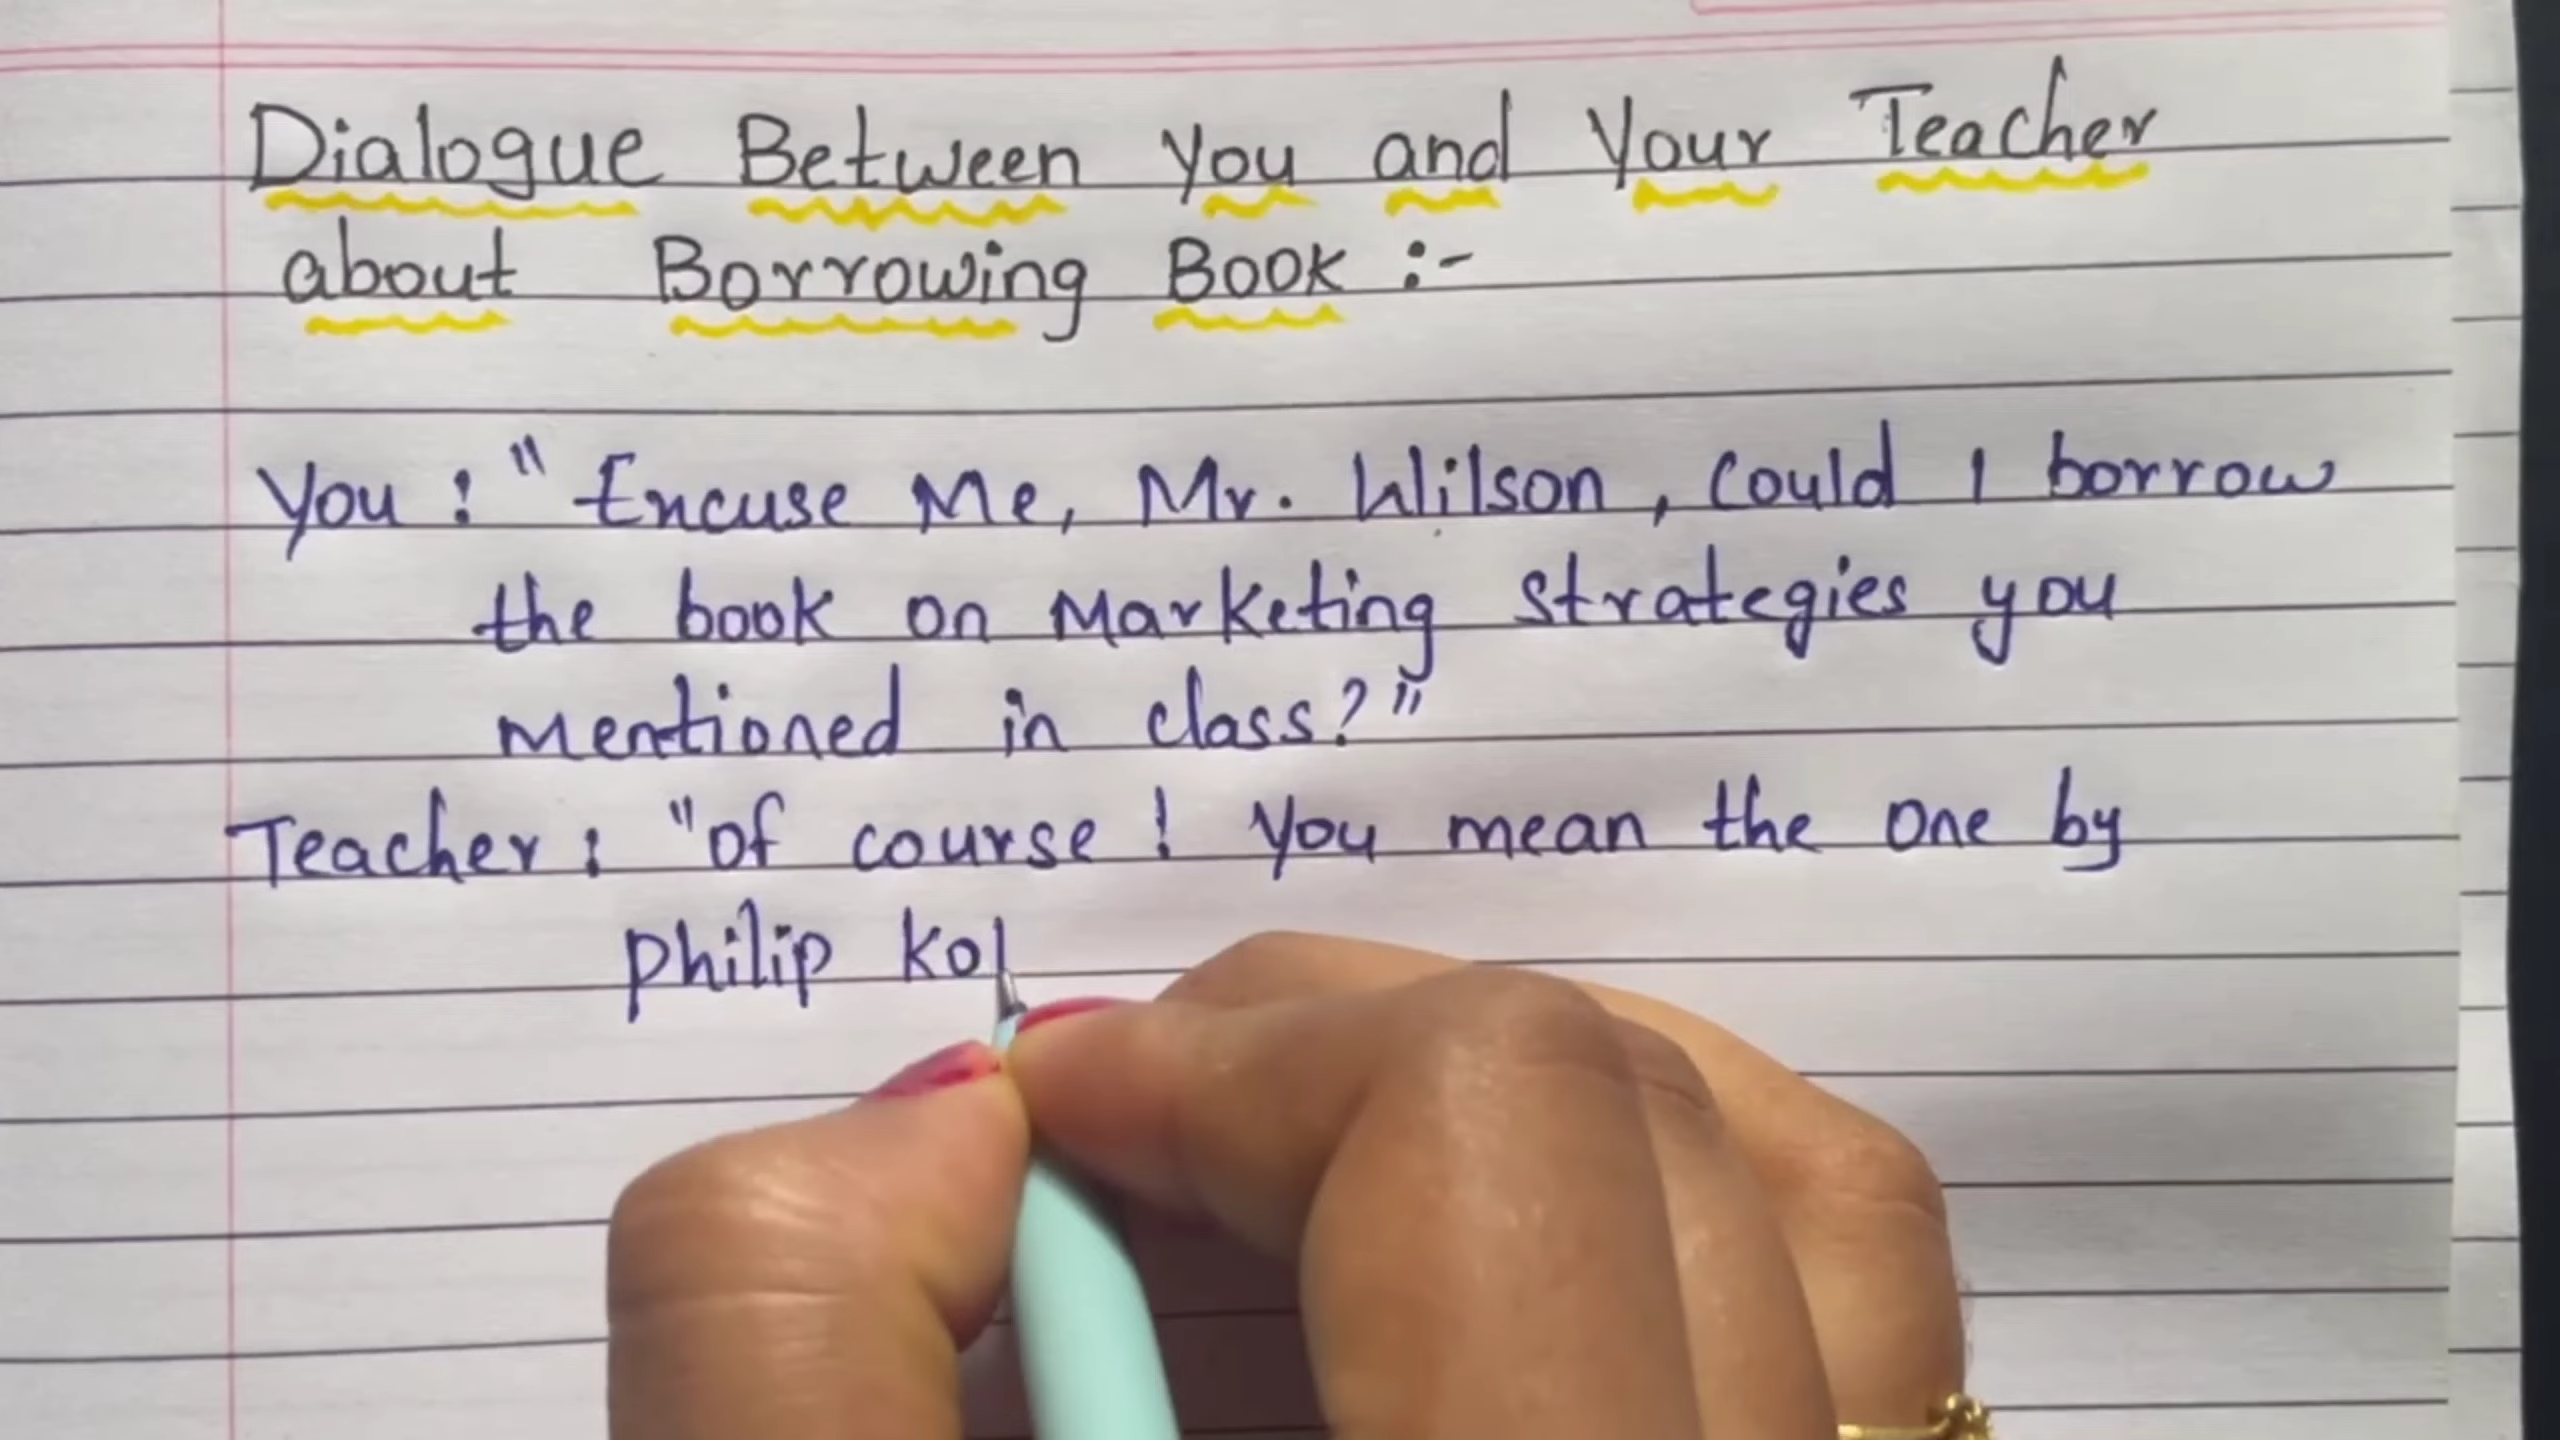 Dialogue Between You and Your Teacher
about Borrowing Book :-
You : "Excuse Me, Mr. Wilson, Could I borrow
the book on Marketing Strategies you
mentioned in class?"
Teacher : "of course ! You mean the one by
Philip Kol